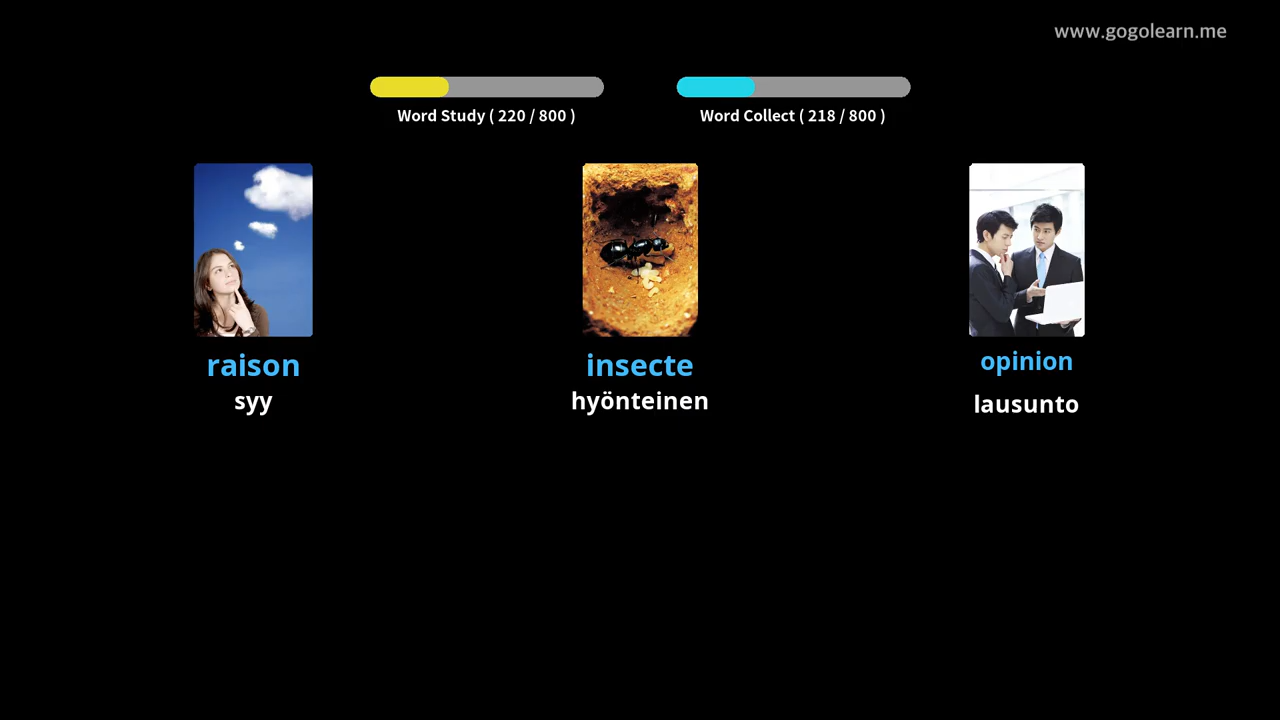 www.gogolearn.me
Word Study ( 220 / 800 )
Word Collect ( 218 / 800 )
raison
syy
insecte
hyönteinen
opinion
lausunto